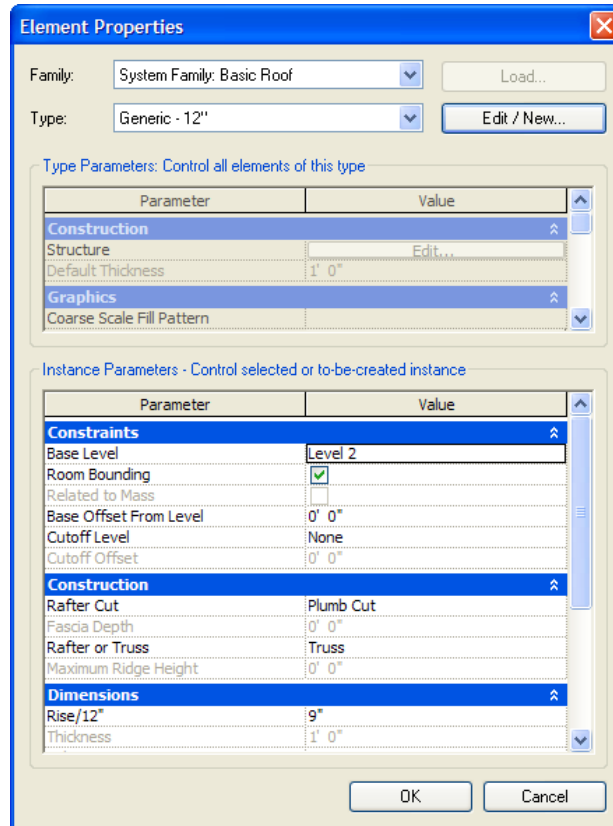 Element Properties
Family: System Family: Basic Roof Load...
Type: Generic - 12" Edit / New...
Type Parameters: Control all elements of this type
Parameter Value
Construction
Structure Edit...
Default Thickness 1' 0"
Graphics
Coarse Scale Fill Pattern
Instance Parameters - Control selected or to-be-created instance
Parameter Value
Constraints
Base Level Level 2
Room Bounding
Related to Mass
Base Offset From Level 0' 0"
Cutoff Level None
Cutoff Offset 0' 0"
Construction
Rafter Cut Plumb Cut
Fascia Depth 0' 0"
Rafter or Truss Truss
Maximum Ridge Height 0' 0"
Dimensions
Rise/12" 9"
Thickness 1' 0"
OK Cancel